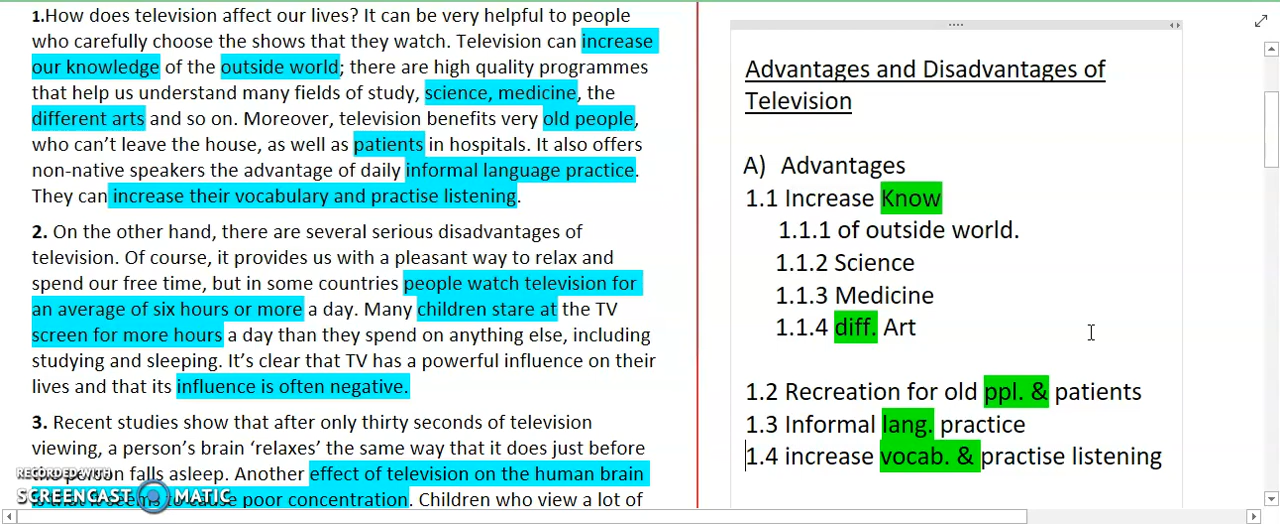 1.How does television affect our lives? It can be very helpful to people
who carefully choose the shows that they watch. Television can increase
our knowledge of the outside world; there are high quality programmes
that help us understand many fields of study, science, medicine, the
different arts and so on. Moreover, television benefits very old people,
who can't leave the house, as well as patients in hospitals. It also offers
non-native speakers the advantage of daily informal language practice.
They can increase their vocabulary and practise listening.
2. On the other hand, there are several serious disadvantages of
television. Of course, it provides us with a pleasant way to relax and
spend our free time, but in some countries people watch television for
an average of six hours or more a day. Many children stare at the TV
screen for more hours a day than they spend on anything else, including
studying and sleeping. It's clear that TV has a powerful influence on their
lives and that its influence is often negative.
3. Recent studies show that after only thirty seconds of television
viewing, a person's brain 'relaxes' the same way that it does just before
person falls asleep. Another effect of television on the human brain
is that it seems to cause poor concentration. Children who view a lot of
RECORDED WITH
SCREENCAST MATIC
Advantages and Disadvantages of
Television
A) Advantages
1.1 Increase Know
1.1.1 of outside world.
1.1.2 Science
1.1.3 Medicine
1.1.4 diff. Art
1.2 Recreation for old ppl. & patients
1.3 Informal lang. practice
1.4 increase vocab. & practise listening